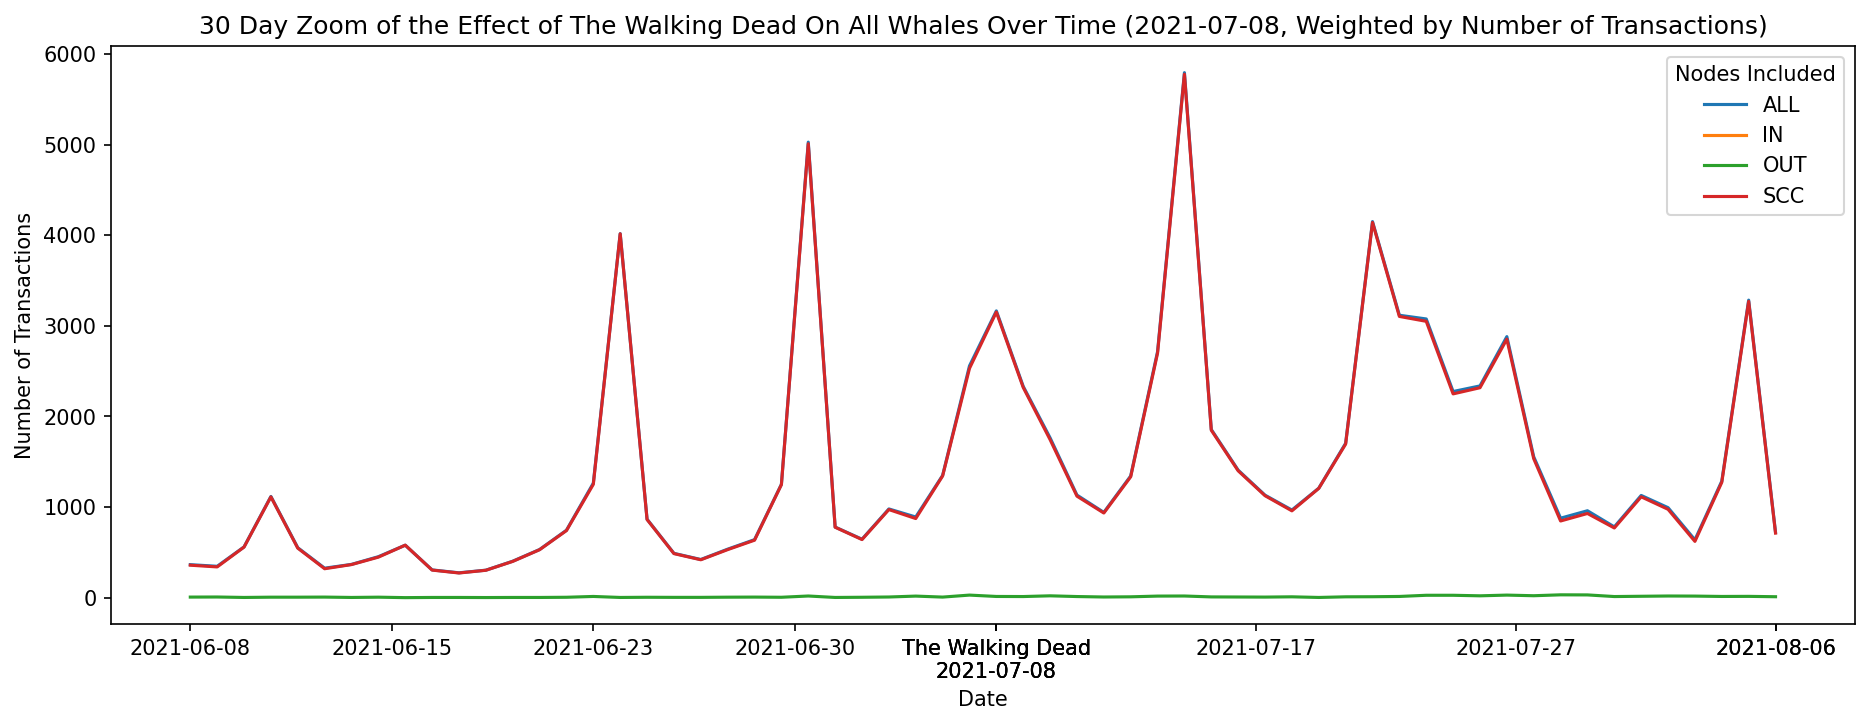 30 Day Zoom of the Effect of The Walking Dead On All Whales Over Time (2021-07-08, Weighted by Number of Transactions)
Nodes Included
ALL
IN
OUT
SCC
Number of Transactions
6000
5000
4000
3000
2000
1000
0
2021-06-08 2021-06-15 2021-06-23 2021-06-30 The Walking Dead 2021-07-17 2021-07-27 2021-08-06
2021-07-08
Date